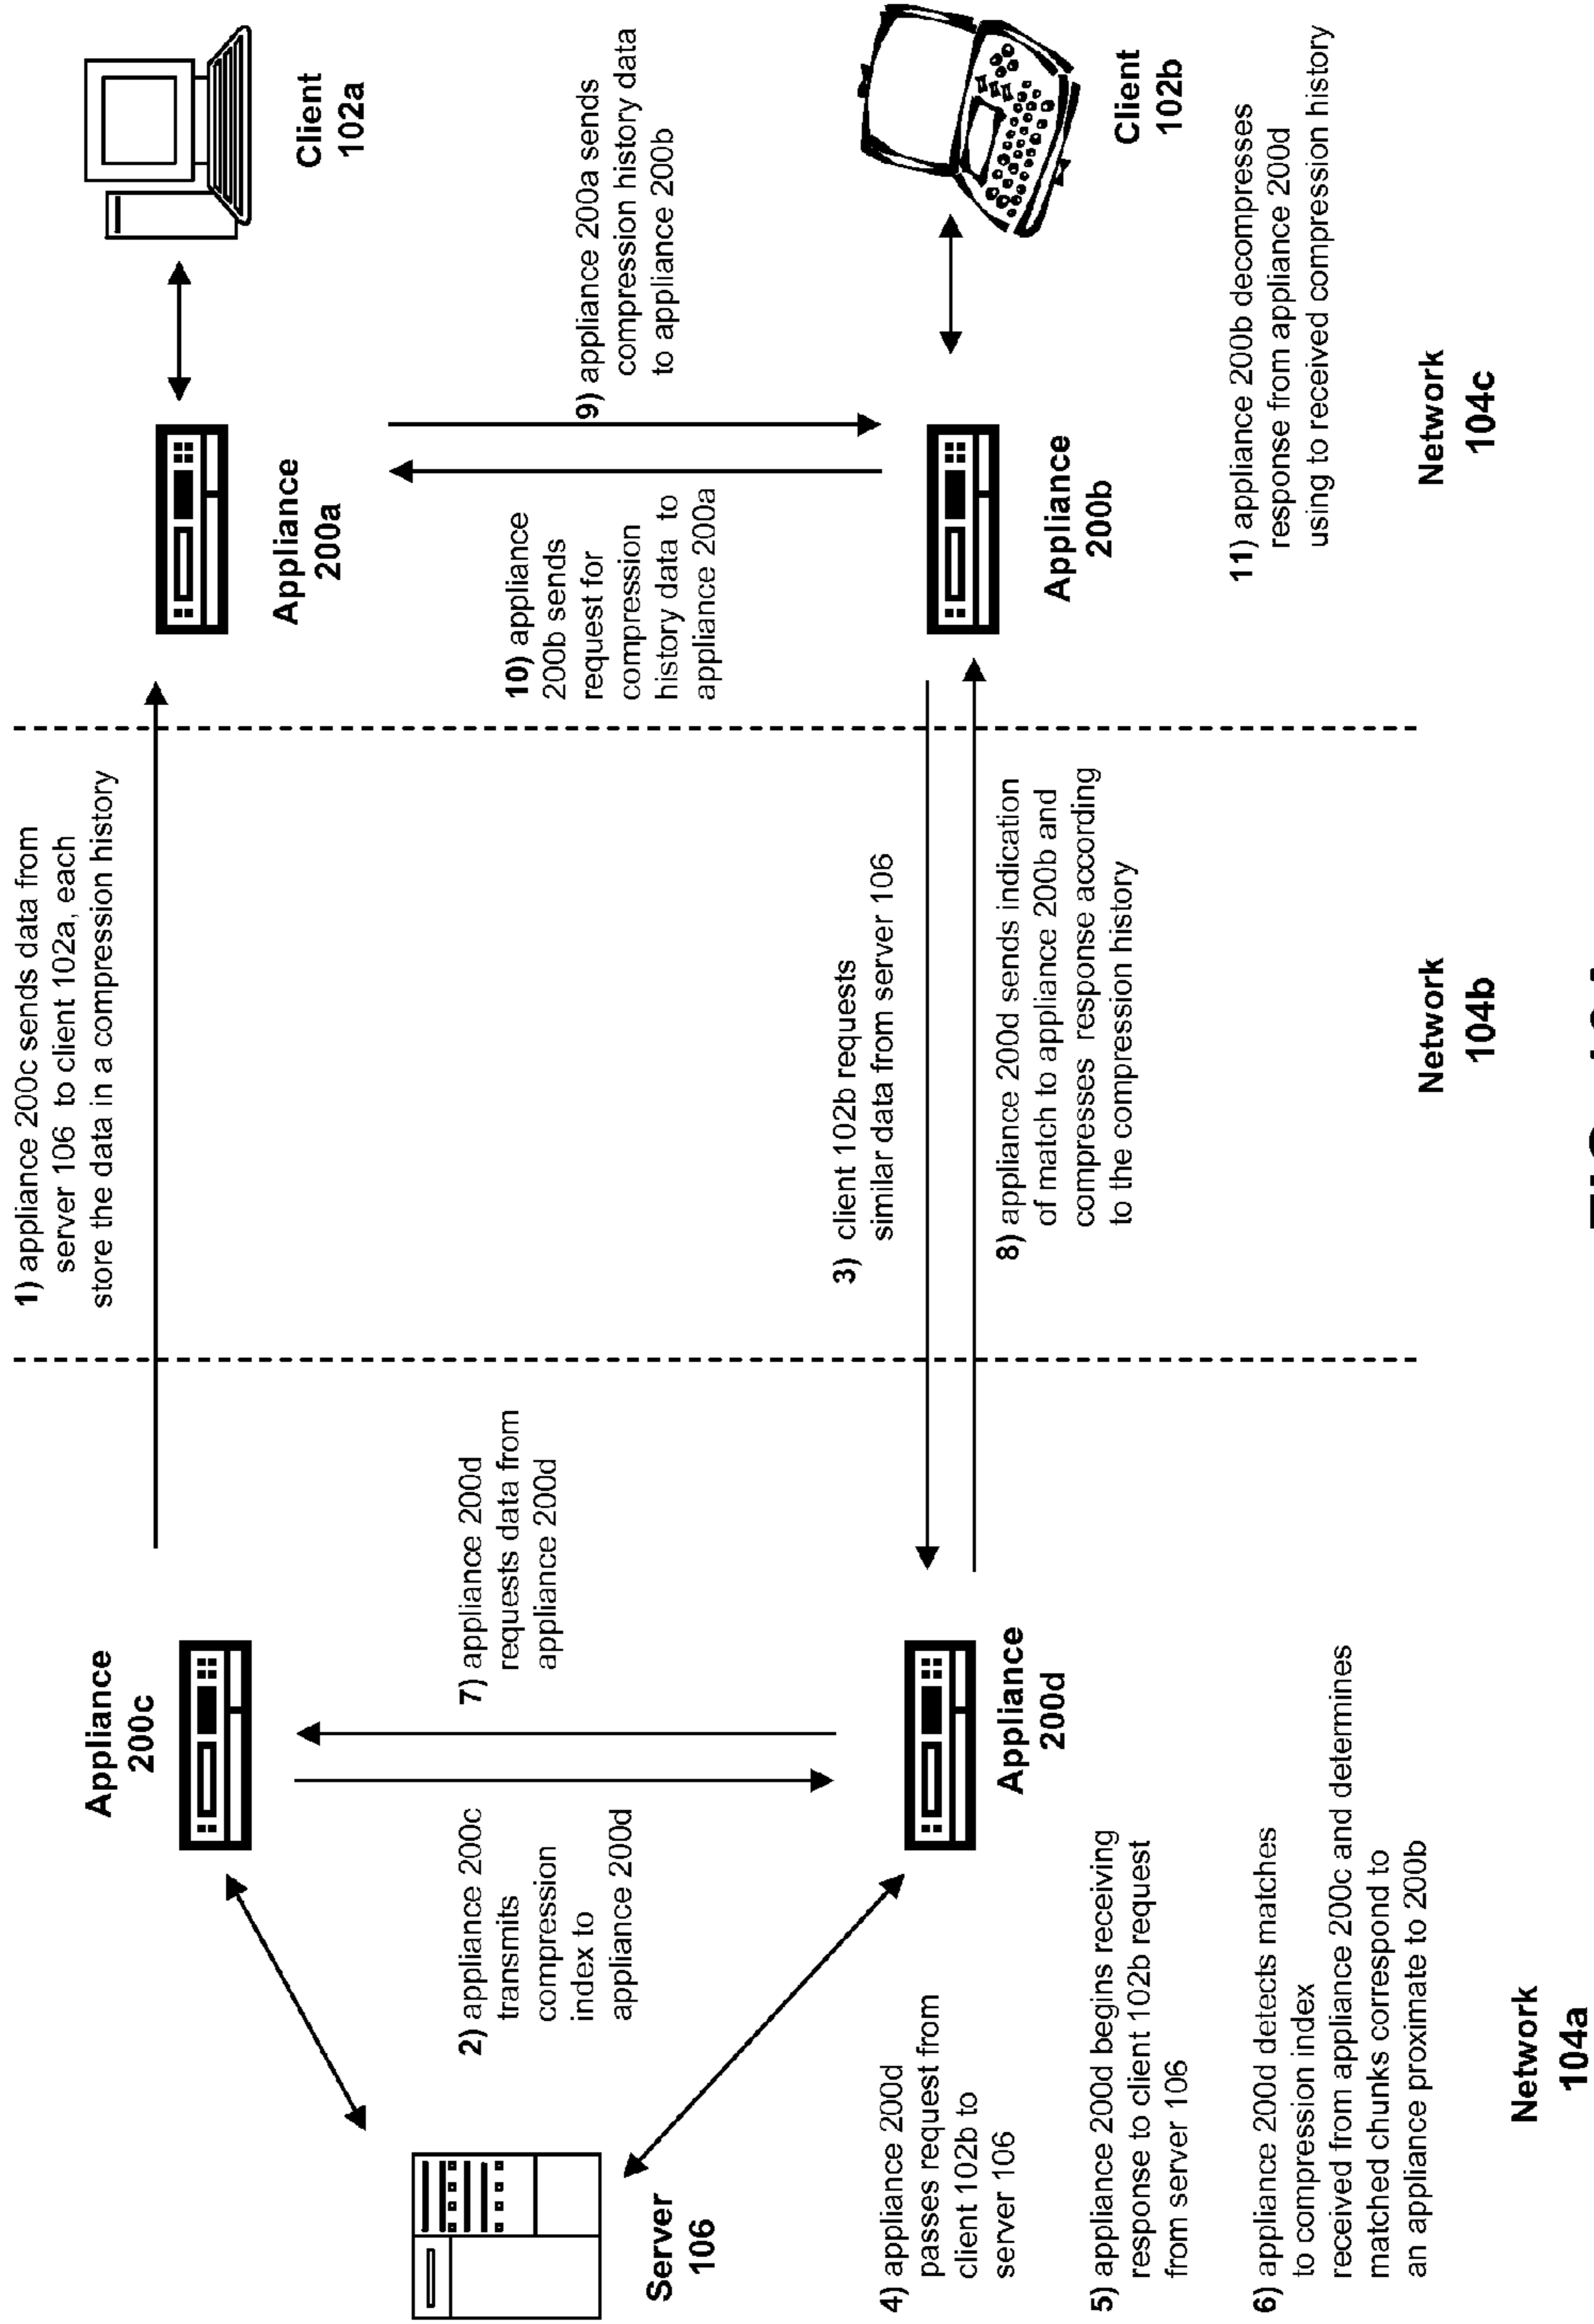 1) appliance 200c sends data from
server 106 to client 102a, each
store the data in a compression history
Appliance
200c
Appliance
200a
Client
102a
2) appliance 200c
transmits
compression
index to
appliance 200d
7) appliance 200d
requests data from
appliance 200d
10) appliance
200b sends
request for
compression
history data to
appliance 200a
9) appliance 200a sends
compression history data
to appliance 200b
Server
106
3) client 102b requests
similar data from server 106
4) appliance 200d
passes request from
client 102b to
server 106
Appliance
200d
8) appliance 200d sends indication
of match to appliance 200b and
compresses response according
to the compression history
Appliance
200b
Client
102b
5) appliance 200d begins receiving
response to client 102b request
from server 106
6) appliance 200d detects matches
to compression index
received from appliance 200c and determines
matched chunks correspond to
an appliance proximate to 200b
11) appliance 200b decompresses
response from appliance 200d
using to received compression history
Network
104a
Network
104b
Network
104c